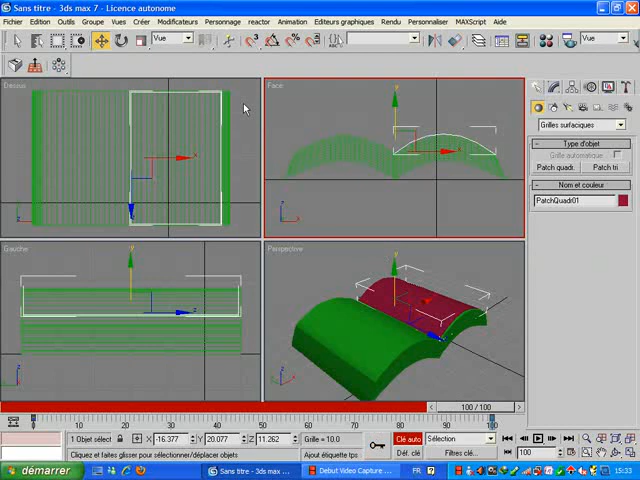 Sans titre - 3ds max 7 - Licence autonome
Fichier Edition Outils Groupe Vues Créer Modificateurs Personnage reactor Animation Editeurs graphiques Rendu Personnaliser MAXScript Aide
Vue
Vue
Dessus
Face
Gauche
Perspective
Grilles surfaciques
Type d'objet
Grille automatique
Patch quadr.
Patch tri
Nom et couleur
PatchQuadr01
100 / 100
0 10 20 30 40 50 60 70 80 90 100
1 Objet sélect
X -16.377
Y 20.077
Z 11.262
Grille = 10.0
Clé auto
Sélection
Cliquez et faites glisser pour sélectionner/déplacer objets
Ajout étiquette tps
Déf. clé
Filtres clé...
100
démarrer
Sans titre - 3ds max ...
Debut Video Capture ...
FR
15:33